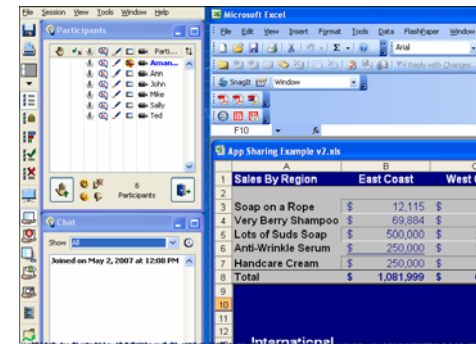 File Session View Tools Window Help
Participants
Parti...
Aman...
Ann
John
Mike
Sally
Ted
6
Participants
Chat
Show All
Joined on May 2, 2007 at 12:08 PM
Microsoft Excel
File Edit View Insert Format Tools Data FlashPaper Window
Arial
Reply with Changes...
SnagIt Window
F10 fx
App Sharing Example v2.xls
A B
1 Sales By Region East Coast West C
2
3 Soap on a Rope $ 12,115 $
4 Very Berry Shampoo $ 69,884 $
5 Lots of Suds Soap $ 500,000 $
6 Anti-Wrinkle Serum $ 250,000 $
7 Handcare Cream $ 250,000 $
8 Total $ 1,081,999 $
9
10
11
12
International